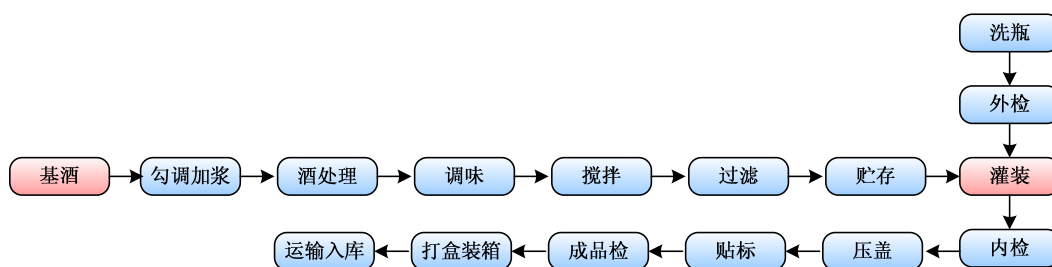 洗瓶
外检
基酒
勾调加浆
酒处理
调味
搅拌
过滤
贮存
灌装
内检
压盖
贴标
成品检
打盒装箱
运输入库